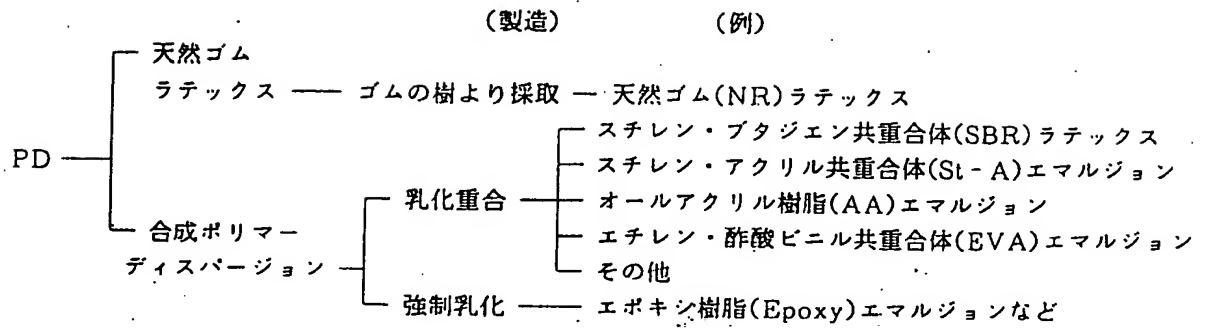 (製造) (例)
天然ゴム
ラテックス ゴムの樹より採取 天然ゴム(NR)ラテックス
スチレン・ブタジエン共重合体(SBR)ラテックス
PD
スチレン・アクリル共重合体(St-A)エマルジョン
乳化重合 オールアクリル樹脂(AA)エマルジョン
合成ポリマー エチレン・酢酸ビニル共重合体(EVA)エマルジョン
ディスパージョン
その他
強制乳化 エポキシ樹脂(Epoxy)エマルジョンなど